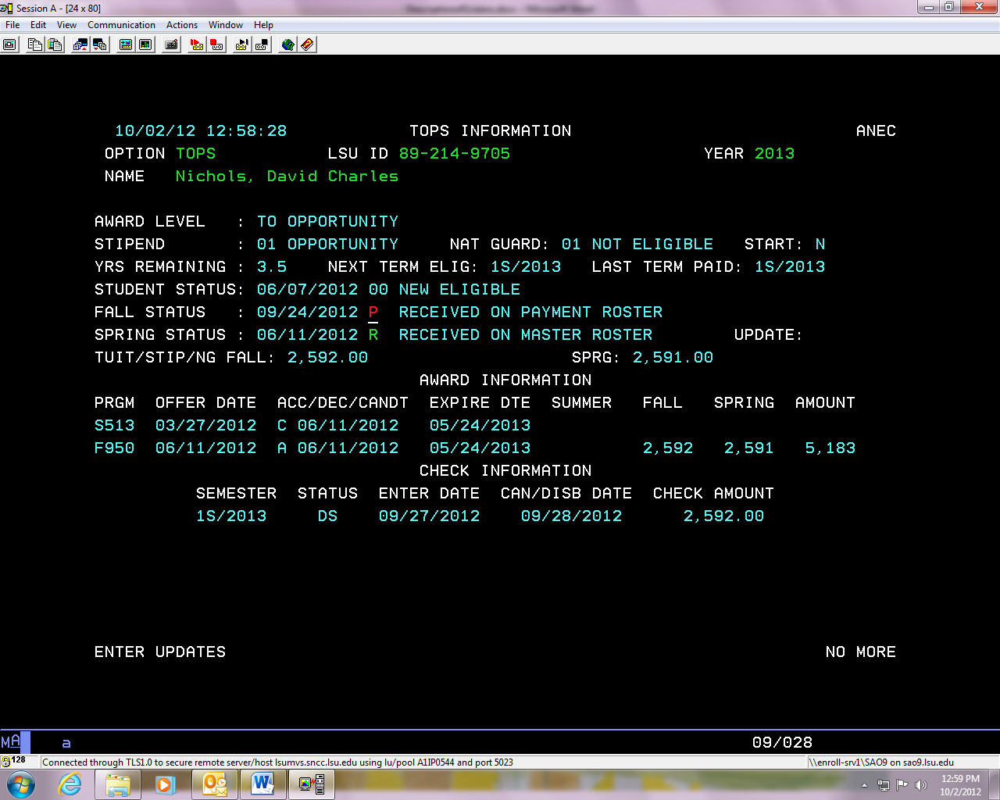 Session A - [24 x 80]
File Edit View Communication Actions Window Help
10/02/12 12:58:28 TOPS INFORMATION ANEC
OPTION TOPS LSU ID 89-214-9705 YEAR 2013
NAME Nichols, David Charles
AWARD LEVEL : TO OPPORTUNITY
STIPEND : 01 OPPORTUNITY NAT GUARD: 01 NOT ELIGIBLE START: N
YRS REMAINING : 3.5 NEXT TERM ELIG: 1S/2013 LAST TERM PAID: 1S/2013
STUDENT STATUS: 06/07/2012 00 NEW ELIGIBLE
FALL STATUS : 09/24/2012 P RECEIVED ON PAYMENT ROSTER
SPRING STATUS : 06/11/2012 R RECEIVED ON MASTER ROSTER UPDATE:
TUIT/STIP/NG FALL: 2,592.00 SPRG: 2,591.00
AWARD INFORMATION
PRGM OFFER DATE ACC/DEC/CANDT EXPIRE DTE SUMMER FALL SPRING AMOUNT
S513 03/27/2012 C 06/11/2012 05/24/2013
F950 06/11/2012 A 06/11/2012 05/24/2013 2,592 2,591 5,183
CHECK INFORMATION
SEMESTER STATUS ENTER DATE CAN/DISB DATE CHECK AMOUNT
1S/2013 DS 09/27/2012 09/28/2012 2,592.00
ENTER UPDATES NO MORE
MA a 09/028
128 Connected through TLS1.0 to secure remote server/host lsumvs.sncc.lsu.edu using lu/pool A1IP0544 and port 5023 \\enroll-srv1\SAO9 on sao9.lsu.edu
12:59 PM
10/2/2012